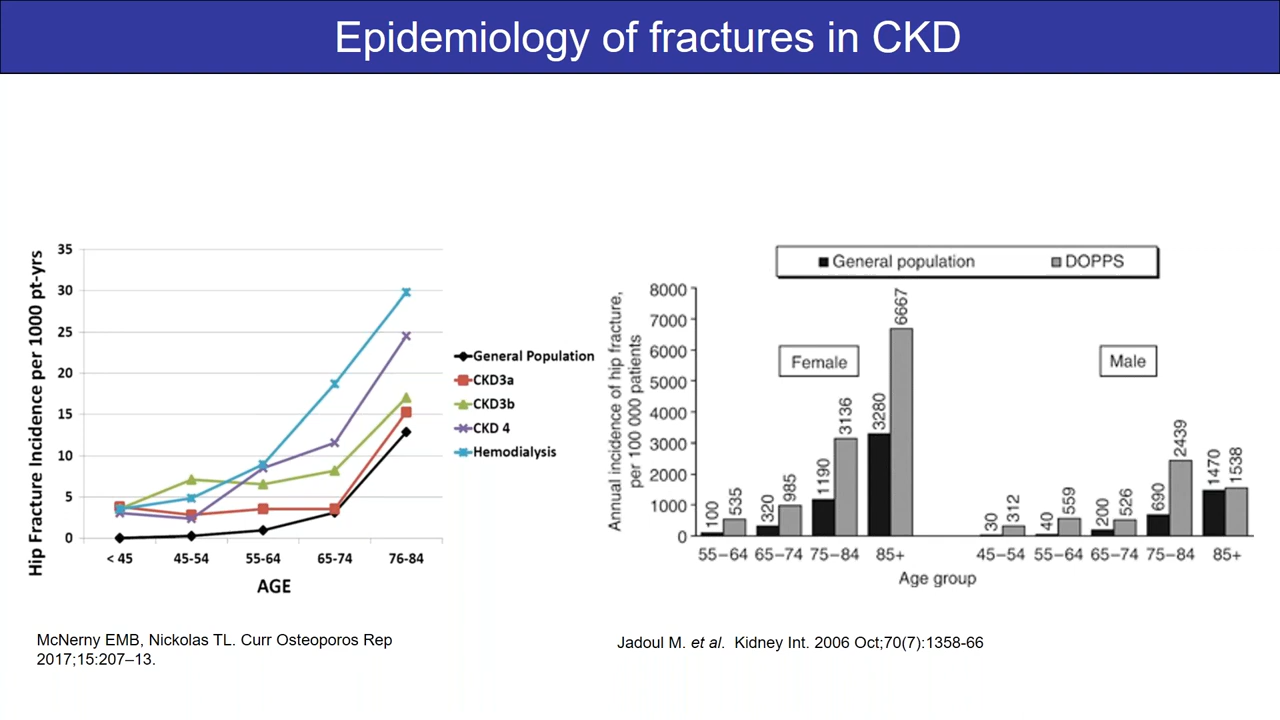 Epidemiology of fractures in CKD
Hip Fracture Incidence per 1000 pt-yrs
35
30
25
20
15
10
5
0
< 45
45-54
55-64
65-74
76-84
AGE
General Population
CKD3a
CKD3b
CKD 4
Hemodialysis
McNerny EMB, Nickolas TL. Curr Osteoporos Rep
2017;15:207–13.
General population
DOPPS
Annual incidence of hip fracture,
per 100 000 patients
8000
7000
6000
5000
4000
3000
2000
1000
0
Female
Male
100
535
320
985
1190
3136
3280
6667
30
312
40
559
200
526
690
2439
1470
1538
55–64
65–74
75–84
85+
45–54
55–64
65–74
75–84
85+
Age group
Jadoul M. et al. Kidney Int. 2006 Oct;70(7):1358-66